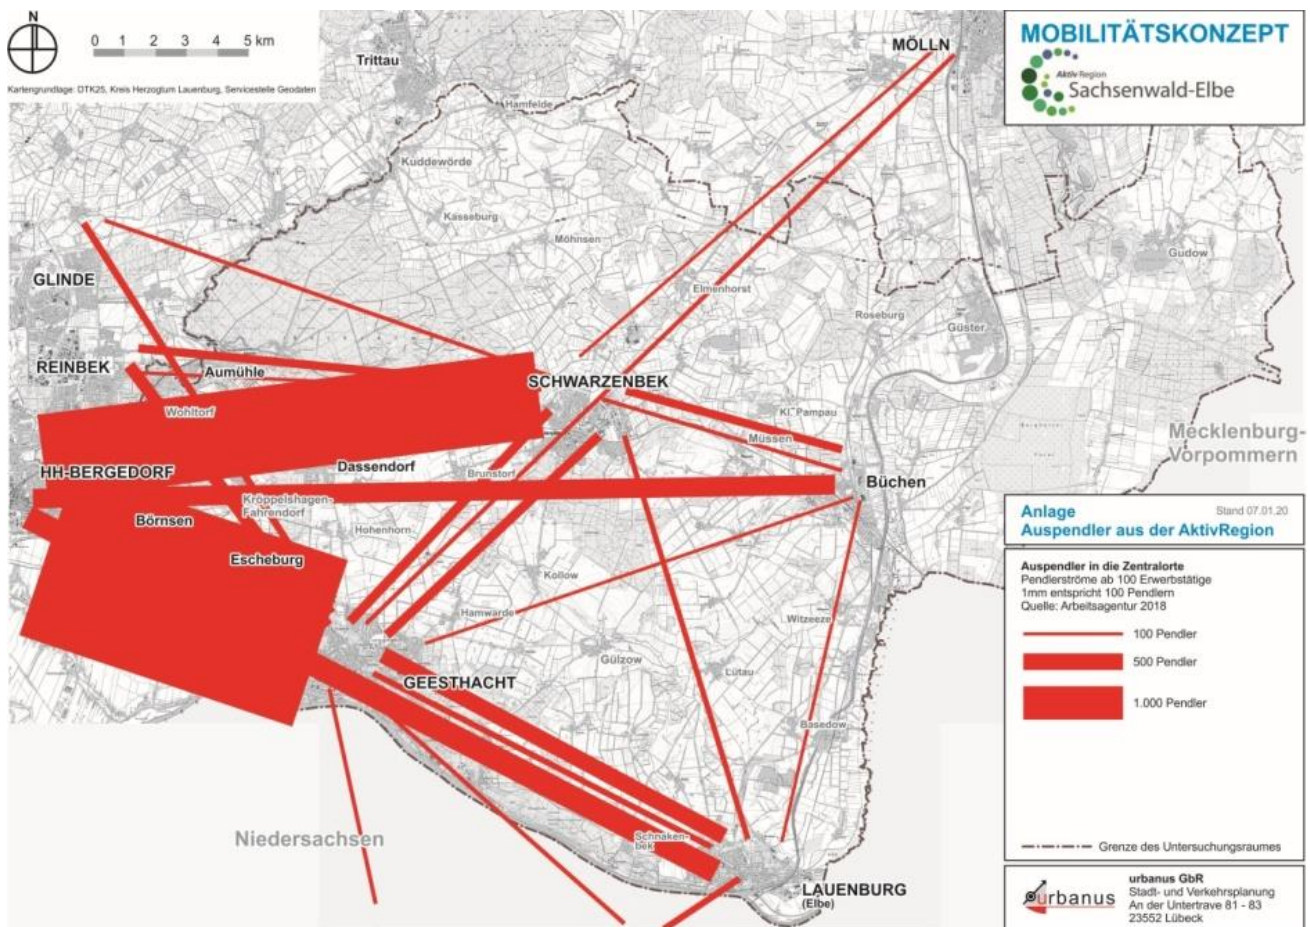 N
0 1 2 3 4 5 km
Kartengrundlage: DTK25, Kreis Herzogtum Lauenburg, Servicestelle Geodaten
MOBILITÄTSKONZEPT
Aktiv Region
Sachsenwald-Elbe
Trittau
MÖLLN
Hamfelde
Kuddewörde
Kasseburg
Möhnsen
Gudow
GLINDE
Elmenhorst
Roseburg
Güster
REINBEK
Aumühle
SCHWARZENBEK
Wohltorf
Kl. Pampau
Müssen
Mecklenburg-
Vorpommern
HH-BERGEDORF
Dassendorf
Brunstorf
Büchen
Kröppelshagen-
Fahrendorf
Börnsen
Hohenhorn
Escheburg
Kollow
Hamwarde
Witzeeze
Gülzow
Lütau
GEESTHACHT
Basedow
Niedersachsen
Schnaken-
bek
LAUENBURG
(Elbe)
Anlage
Stand 07.01.20
Auspendler aus der AktivRegion
Auspendler in die Zentralorte
Pendlerströme ab 100 Erwerbstätige
1mm entspricht 100 Pendlern
Quelle: Arbeitsagentur 2018
100 Pendler
500 Pendler
1.000 Pendler
Grenze des Untersuchungsraumes
urbanus
urbanus GbR
Stadt- und Verkehrsplanung
An der Untertrave 81 - 83
23552 Lübeck